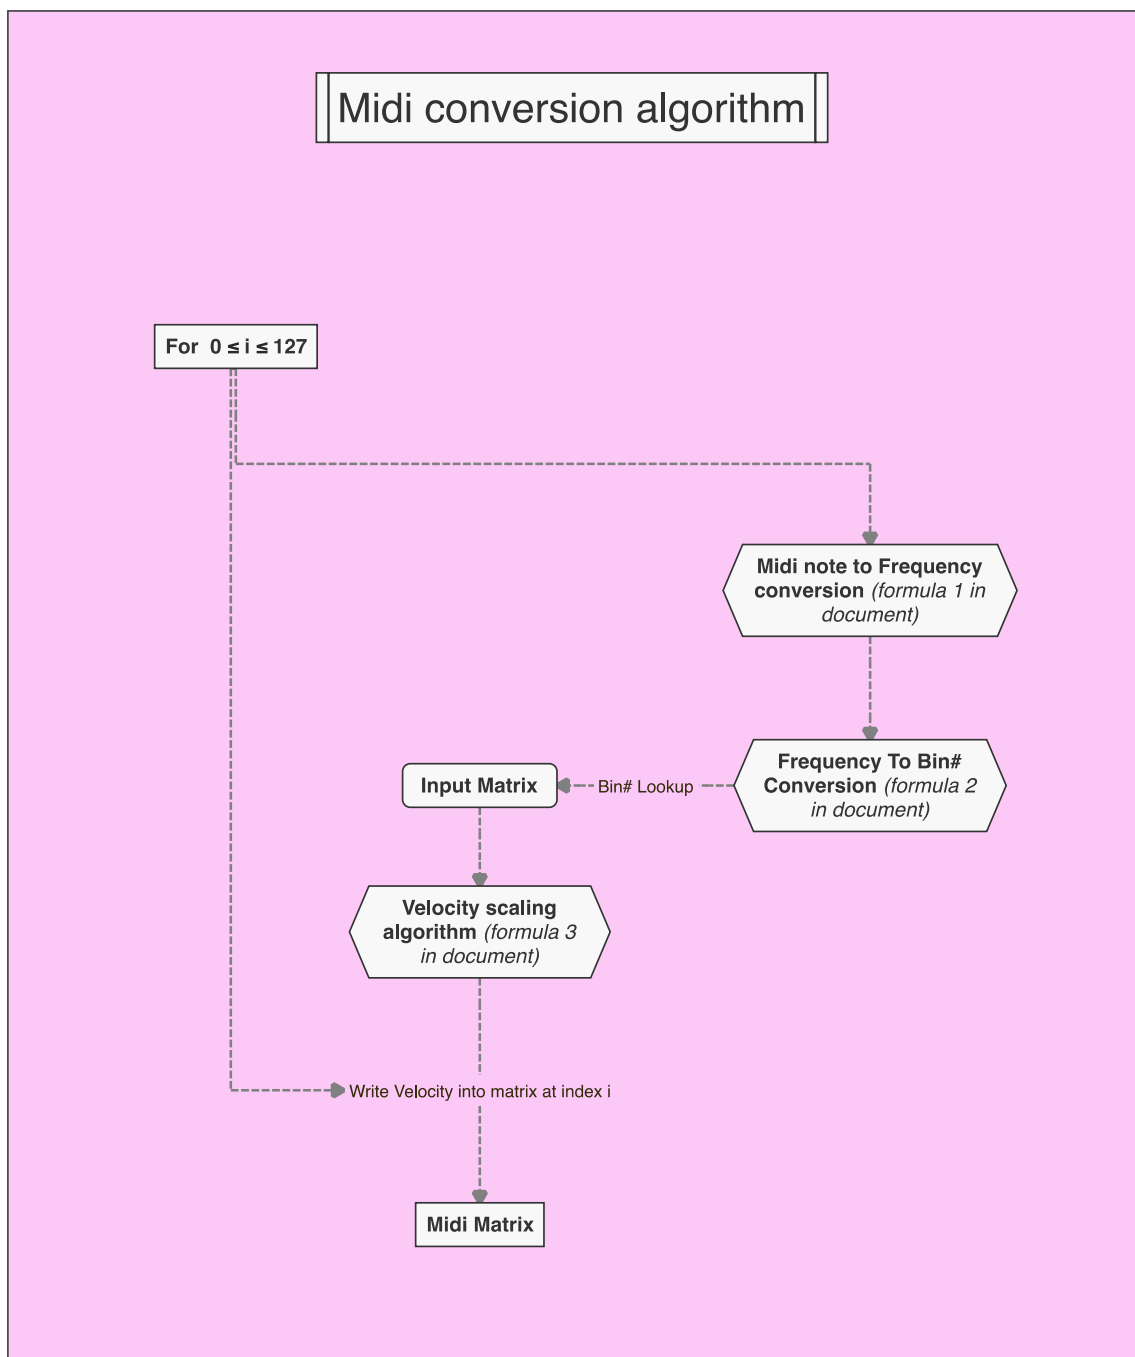 Midi conversion algorithm
For 0 ≤ i ≤ 127
Midi note to Frequency
conversion (formula 1 in
document)
Frequency To Bin#
Conversion (formula 2
in document)
Bin# Lookup
Input Matrix
Velocity scaling
algorithm (formula 3
in document)
Write Velocity into matrix at index i
Midi Matrix